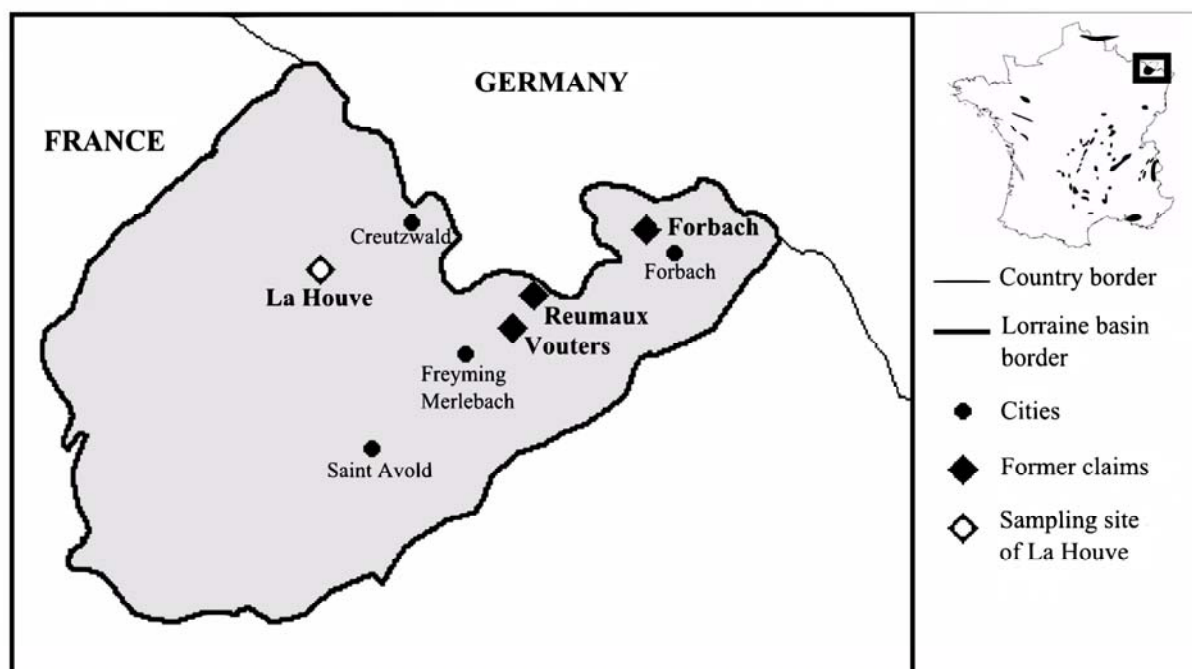 GERMANY
FRANCE
Creutzwald
Forbach
Forbach
La Houve
Reumaux
Vouters
Freyming
Merlebach
Saint Avold
Country border
Lorraine basin
border
Cities
Former claims
Sampling site
of La Houve